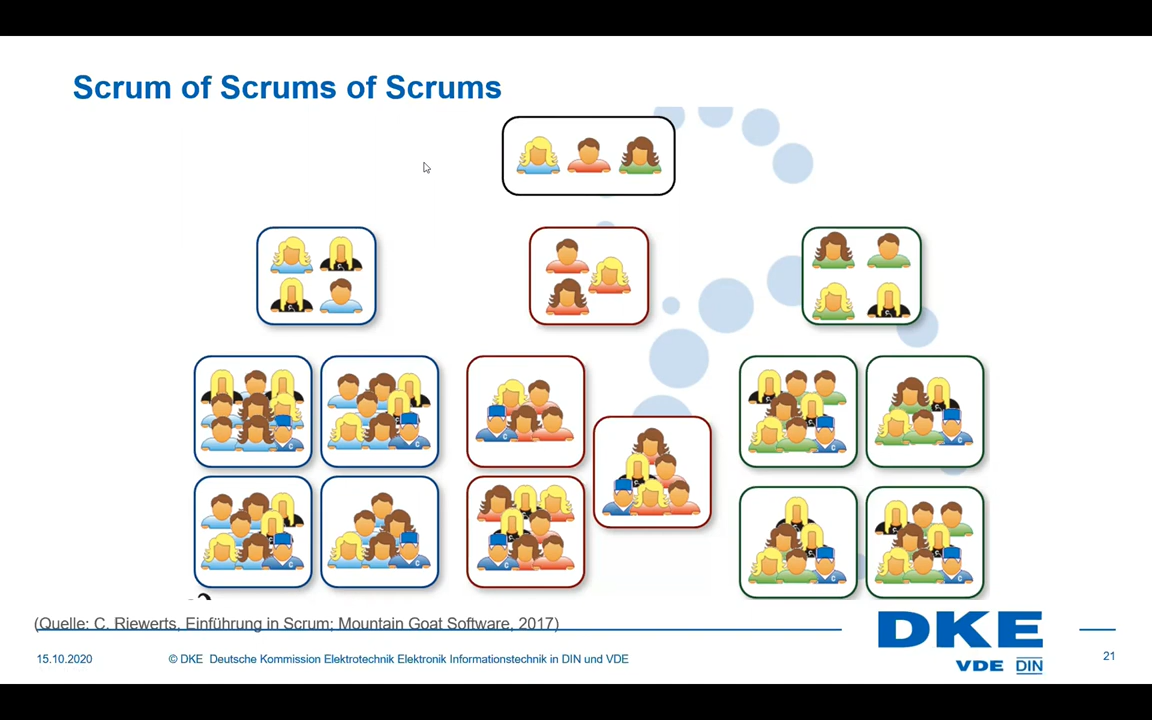 Scrum of Scrums of Scrums
(Quelle: C. Riewerts, Einführung in Scrum; Mountain Goat Software, 2017)
15.10.2020
© DKE Deutsche Kommission Elektrotechnik Elektronik Informationstechnik in DIN und VDE
DKE
VDE DIN
21